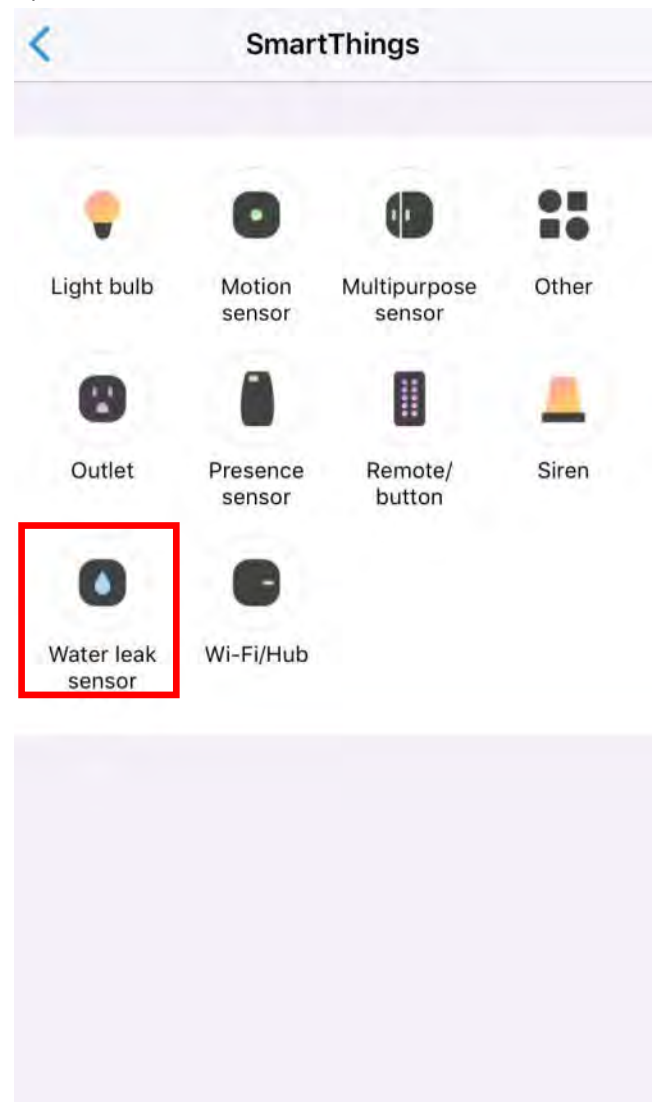 SmartThings
Light bulb
Motion
sensor
Multipurpose
sensor
Other
Outlet
Presence
sensor
Remote/
button
Siren
Water leak
sensor
Wi-Fi/Hub